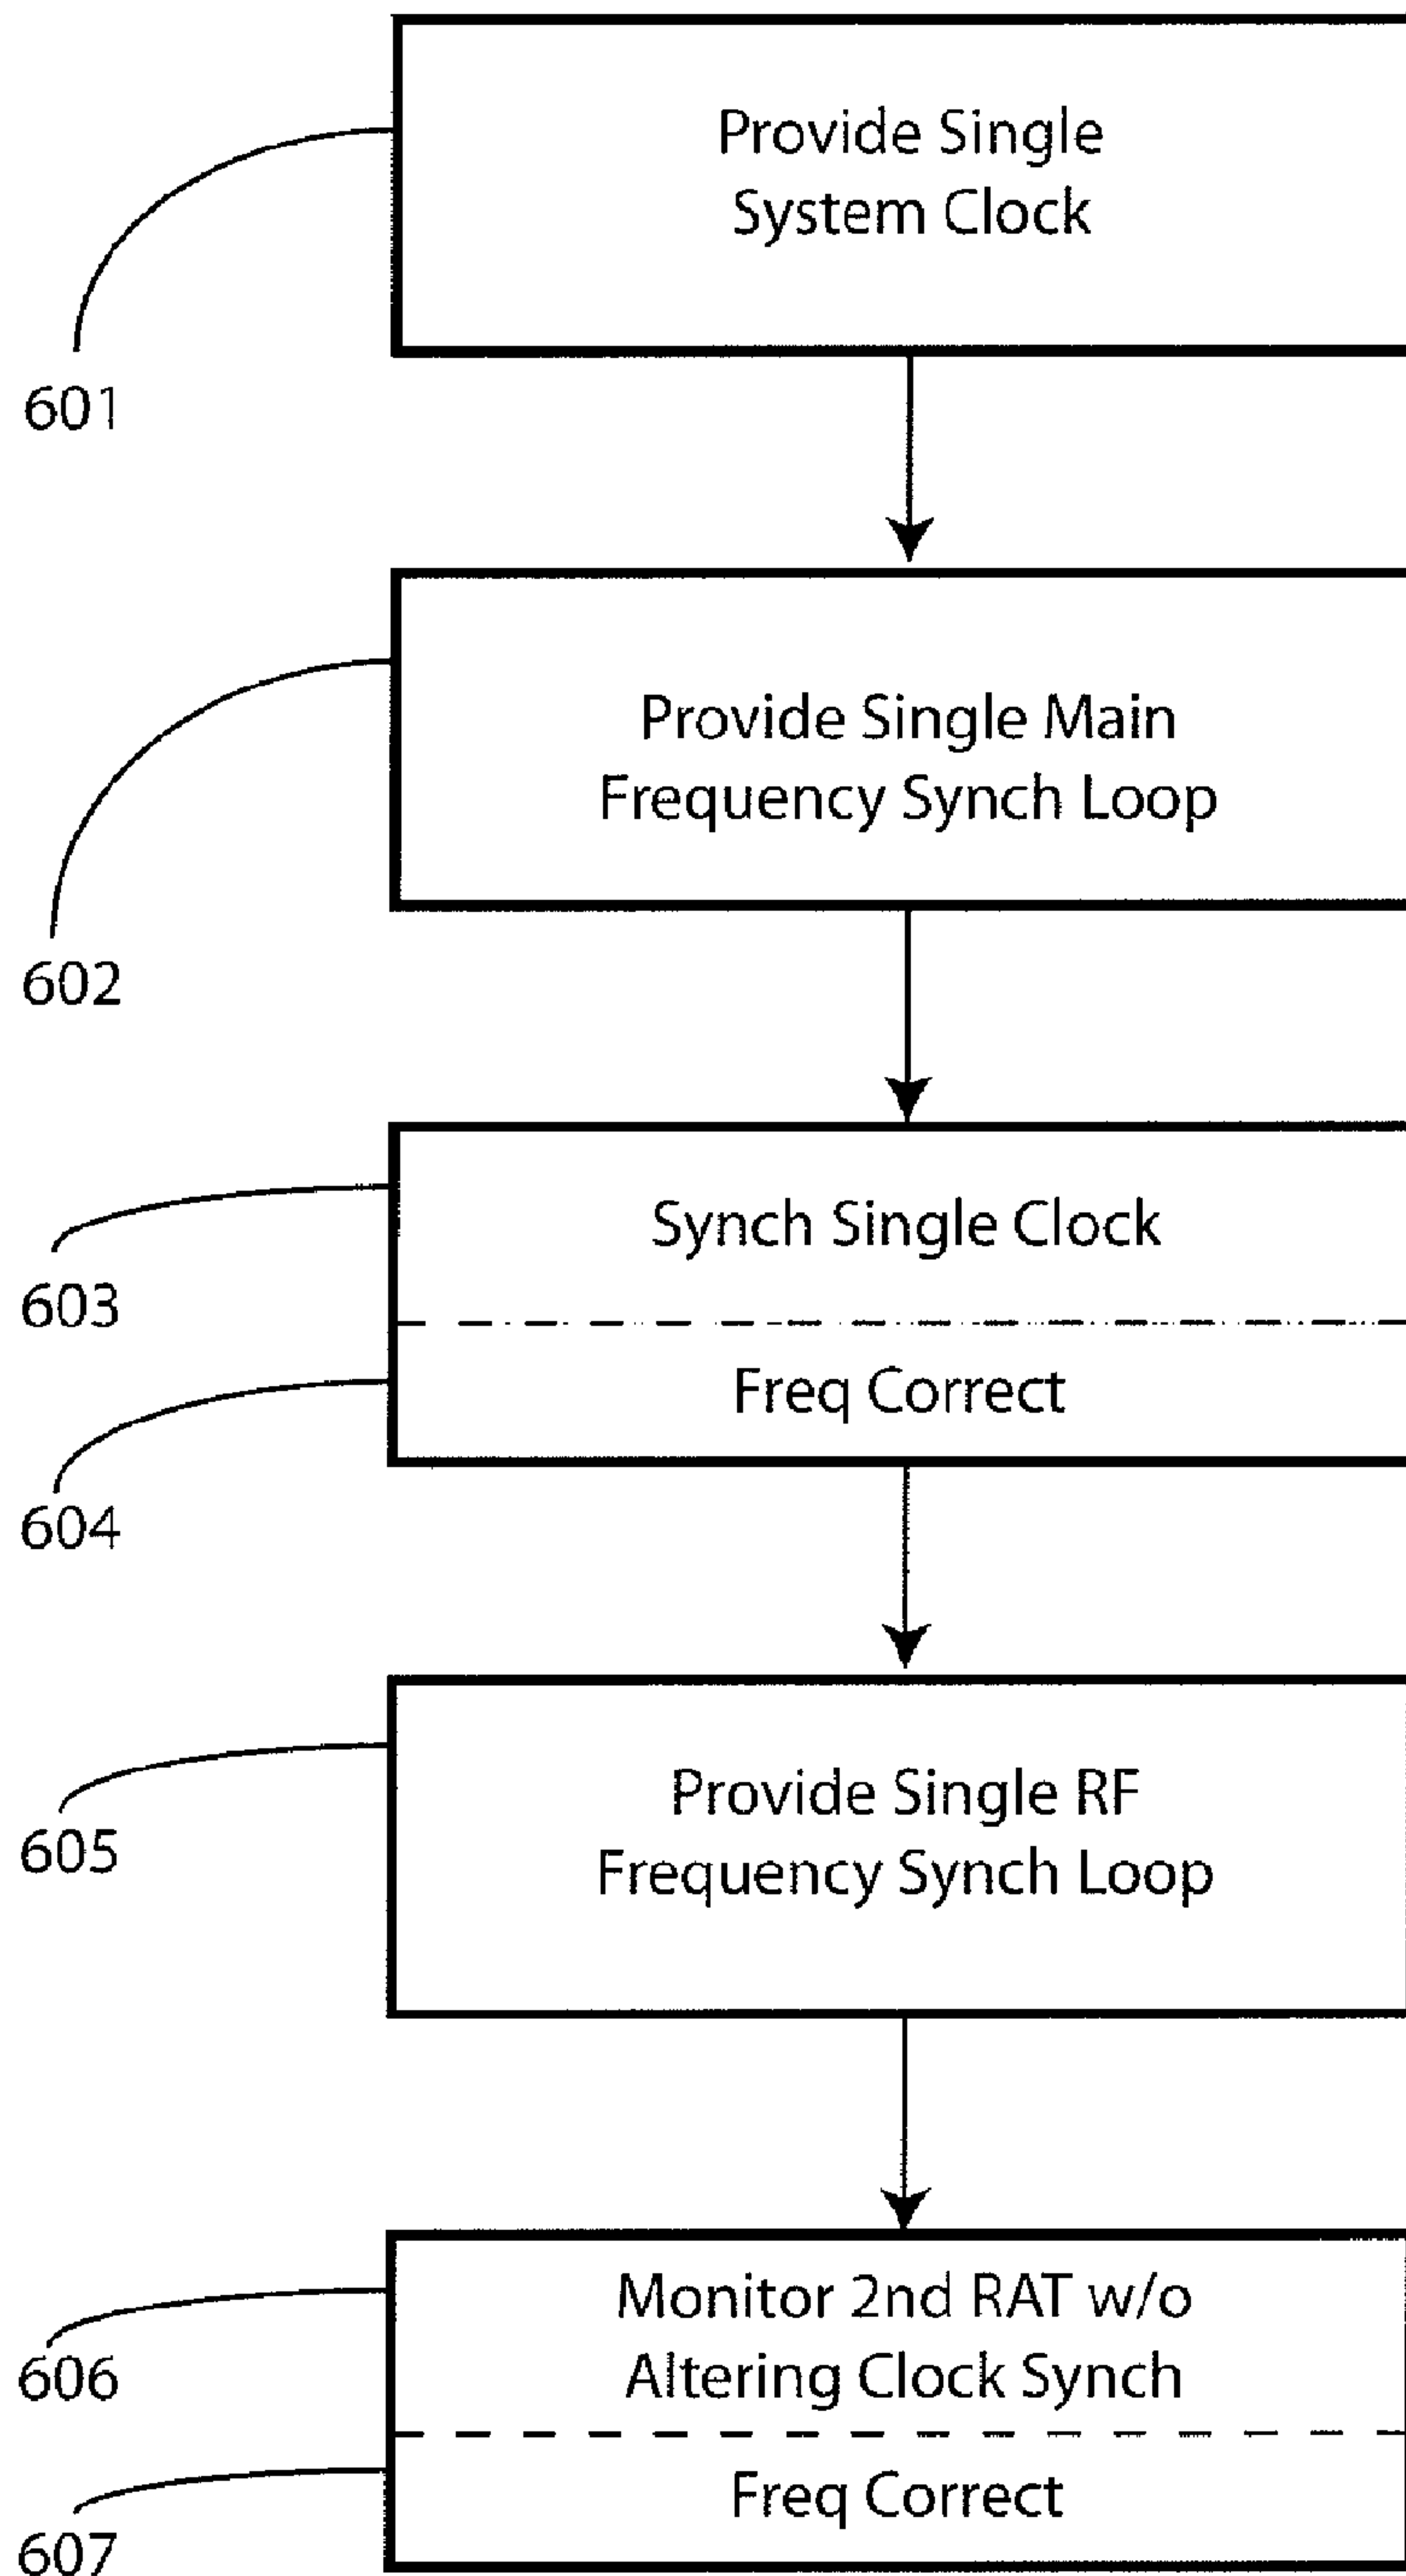 Provide Single
System Clock
601
Provide Single Main
Frequency Synch Loop
602
Synch Single Clock
603
Freq Correct
604
Provide Single RF
Frequency Synch Loop
605
Monitor 2nd RAT w/o
Altering Clock Synch
606
Freq Correct
607